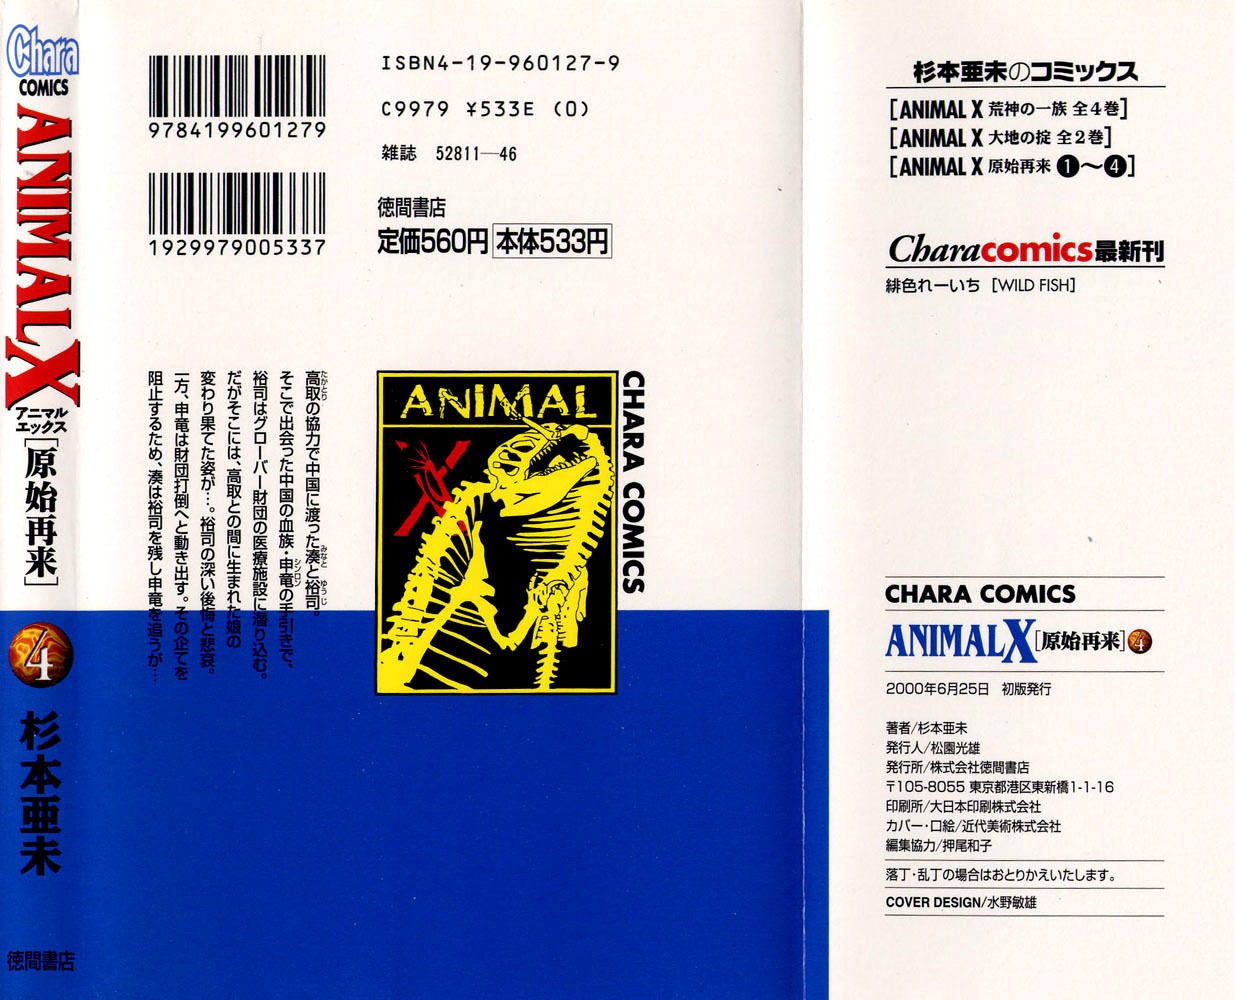 Chara
COMICS
ANIMAL X
アニマル
エックス
[原始再来]
4
杉本亜未
徳間書店
9784199601279
1929979005337
ISBN4-19-960127-9
C9979 ¥533E (0)
雑誌 52811—46
徳間書店
定価560円 本体533円
高取の協力で中国に渡った湊と裕司。
たかとり
みなと ゆうじ
そこで出会った中国の血族・申竜の手引きで、
シンロン
裕司はグローバー財団の医療施設に潜り込む。
だがそこには、高取との間に生まれた娘の
変わり果てた姿が…。裕司の深い後悔と悲哀。
一方、申竜は財団打倒へと動き出す。その企てを
阻止するため、湊は裕司を残し申竜を追うが…
ANIMAL
X
CHARA COMICS
杉本亜未のコミックス
[ANIMAL X 荒神の一族 全4巻]
[ANIMAL X 大地の掟 全2巻]
[ANIMAL X 原始再来 ❶〜❹]
Characomics最新刊
緋色れーいち [WILD FISH]
CHARA COMICS
ANIMAL X [原始再来] 4
2000年6月25日 初版発行
著者/杉本亜未
発行人/松園光雄
発行所/株式会社徳間書店
〒105-8055 東京都港区東新橋1-1-16
印刷所/大日本印刷株式会社
カバー・口絵/近代美術株式会社
編集協力/押尾和子
落丁・乱丁の場合はおとりかえいたします。
COVER DESIGN/水野敏雄